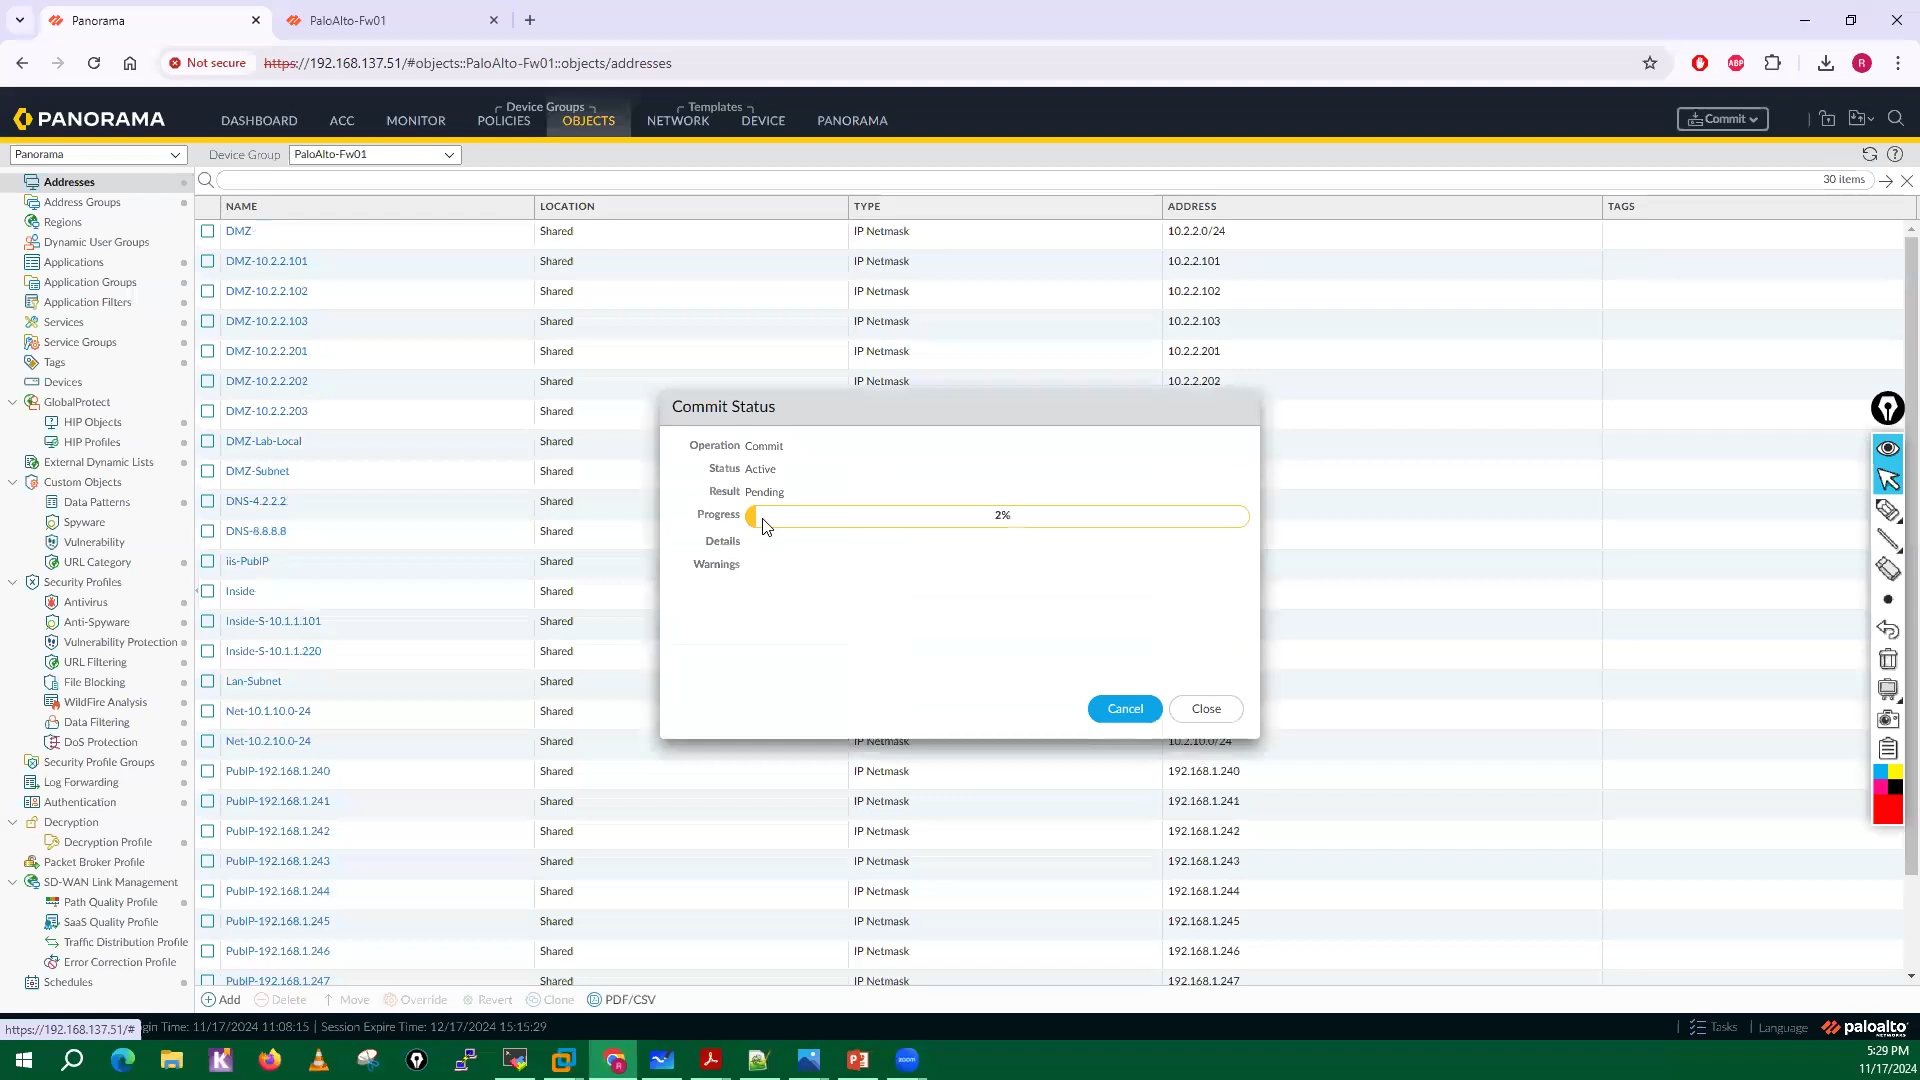 Panorama
PaloAlto-Fw01
Not secure
https://192.168.137.51/#objects::PaloAlto-Fw01::objects/addresses
ABP
R
PANORAMA
DASHBOARD
ACC
MONITOR
Device Groups
POLICIES
OBJECTS
Templates
NETWORK
DEVICE
PANORAMA
Commit
Panorama
Device Group
PaloAlto-Fw01
Addresses
Address Groups
Regions
Dynamic User Groups
Applications
Application Groups
Application Filters
Services
Service Groups
Tags
Devices
GlobalProtect
HIP Objects
HIP Profiles
External Dynamic Lists
Custom Objects
Data Patterns
Spyware
Vulnerability
URL Category
Security Profiles
Antivirus
Anti-Spyware
Vulnerability Protection
URL Filtering
File Blocking
WildFire Analysis
Data Filtering
DoS Protection
Security Profile Groups
Log Forwarding
Authentication
Decryption
Decryption Profile
Packet Broker Profile
SD-WAN Link Management
Path Quality Profile
SaaS Quality Profile
Traffic Distribution Profile
Error Correction Profile
Schedules
30 items
NAME LOCATION TYPE ADDRESS TAGS
DMZ Shared IP Netmask 10.2.2.0/24
DMZ-10.2.2.101 Shared IP Netmask 10.2.2.101
DMZ-10.2.2.102 Shared IP Netmask 10.2.2.102
DMZ-10.2.2.103 Shared IP Netmask 10.2.2.103
DMZ-10.2.2.201 Shared IP Netmask 10.2.2.201
DMZ-10.2.2.202 Shared IP Netmask 10.2.2.202
DMZ-10.2.2.203 Shared
DMZ-Lab-Local Shared
DMZ-Subnet Shared
DNS-4.2.2.2 Shared
DNS-8.8.8.8 Shared
iis-PublP Shared
Inside Shared
Inside-S-10.1.1.101 Shared
Inside-S-10.1.1.220 Shared
Lan-Subnet Shared
Net-10.1.10.0-24 Shared
Net-10.2.10.0-24 Shared IP Netmask 10.2.10.0/24
PublP-192.168.1.240 Shared IP Netmask 192.168.1.240
PublP-192.168.1.241 Shared IP Netmask 192.168.1.241
PublP-192.168.1.242 Shared IP Netmask 192.168.1.242
PublP-192.168.1.243 Shared IP Netmask 192.168.1.243
PublP-192.168.1.244 Shared IP Netmask 192.168.1.244
PublP-192.168.1.245 Shared IP Netmask 192.168.1.245
PublP-192.168.1.246 Shared IP Netmask 192.168.1.246
PublP-192.168.1.247 Shared IP Netmask 192.168.1.247
Commit Status
Operation Commit
Status Active
Result Pending
Progress 2%
Details
Warnings
Cancel
Close
Add
Delete
Move
Override
Revert
Clone
PDF/CSV
https://192.168.137.51/#
gin Time: 11/17/2024 11:08:15 | Session Expire Time: 12/17/2024 15:15:29
Tasks | Language
paloalto
NETWORKS
5:29 PM
11/17/2024